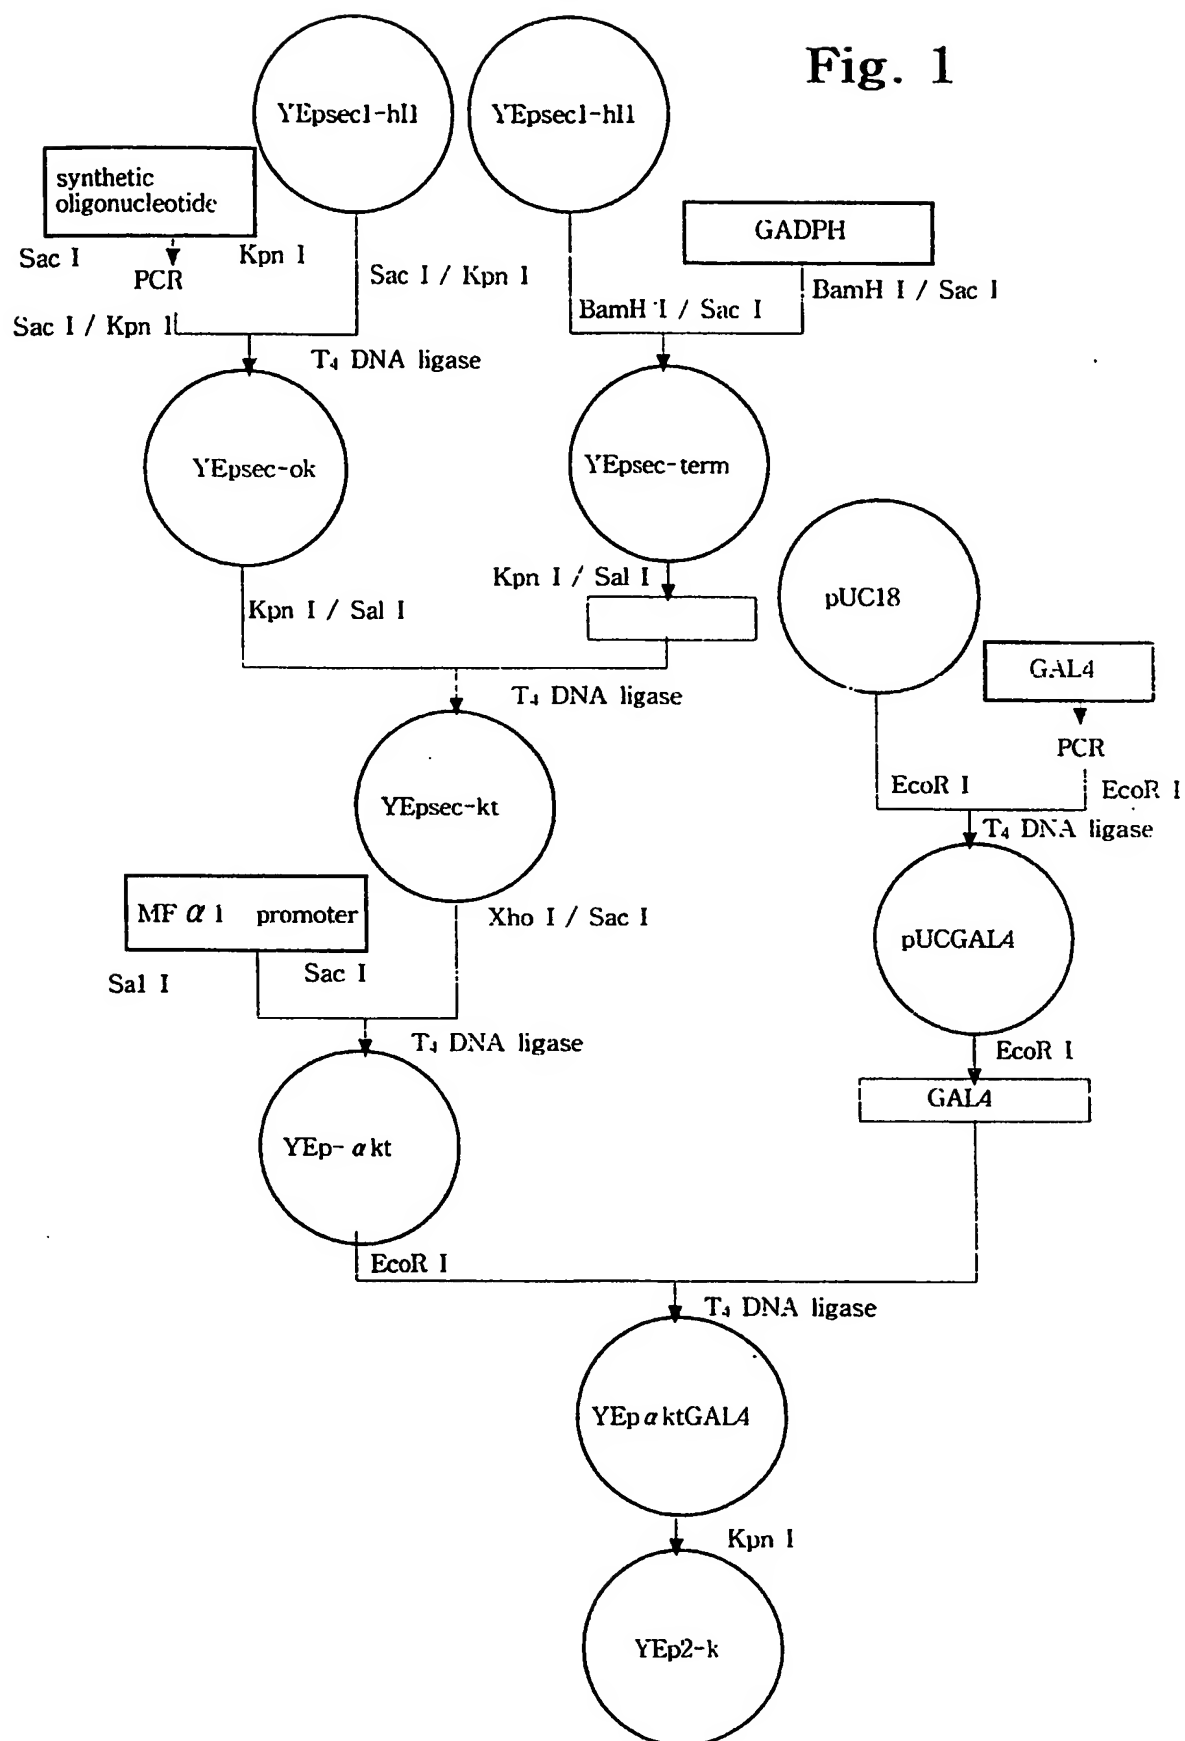 Fig. 1
YEpsec1-hI1
YEpsec1-hI1
synthetic
oligonucleotide
GADPH
Sac I
Kpn I
PCR
Sac I / Kpn I
BamH I / Sac I
BamH I / Sac I
Sac I / Kpn I
T₄ DNA ligase
YEpsec-ok
YEpsec-term
Kpn I / Sal I
Kpn I / Sal I
pUC18
GAL4
T₄ DNA ligase
PCR
EcoR I
EcoR I
YEpsec-kt
T₄ DNA ligase
MF α 1 promoter
Xho I / Sac I
pUCGAL4
Sal I
Sac I
T₄ DNA ligase
EcoR I
GAL4
YEp-αkt
EcoR I
T₄ DNA ligase
YEpαktGAL4
Kpn I
YEp2-k